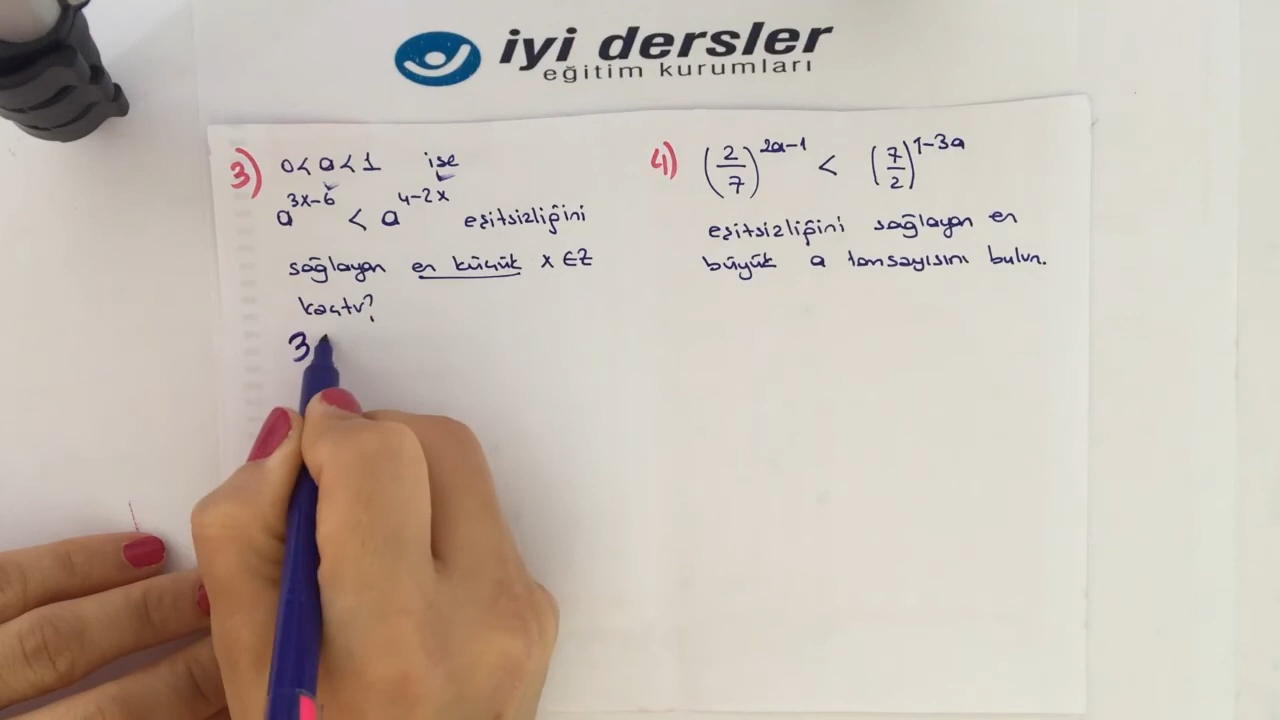 iyi dersler
eğitim kurumları
3) 0<a<1 ise
a^{3x-6} < a^{4-2x} eşitsizliğini
sağlayan en küçük x ∈ Z
kaçtır?
3
4) (2/7)^{2a-1} < (7/2)^{1-3a}
eşitsizliğini sağlayan en
büyük a tamsayısını bulun.